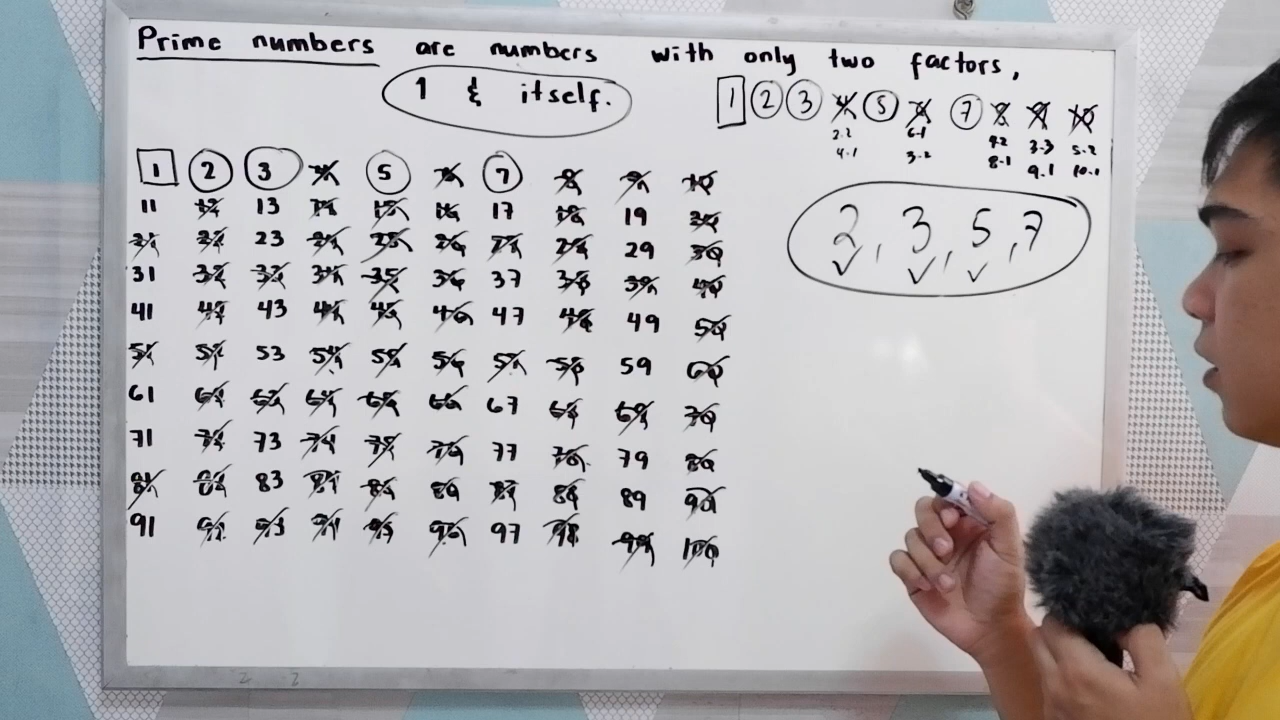 Prime numbers are numbers with only two factors,
1 & itself.
1 2 3 4 5 6 7 8 9 10
2·2 6·1 4·2 3·3 5·2
4·1 3·2 8·1 9·1 10·1
2, 3, 5, 7
1 2 3 4 5 6 7 8 9 10
11 12 13 14 15 16 17 18 19 20
21 22 23 24 25 26 27 28 29 30
31 32 33 34 35 36 37 38 39 40
41 42 43 44 45 46 47 48 49 50
51 52 53 54 55 56 57 58 59 60
61 62 63 64 65 66 67 68 69 70
71 72 73 74 75 76 77 78 79 80
81 82 83 84 85 86 87 88 89 90
91 92 93 94 95 96 97 98 99 100